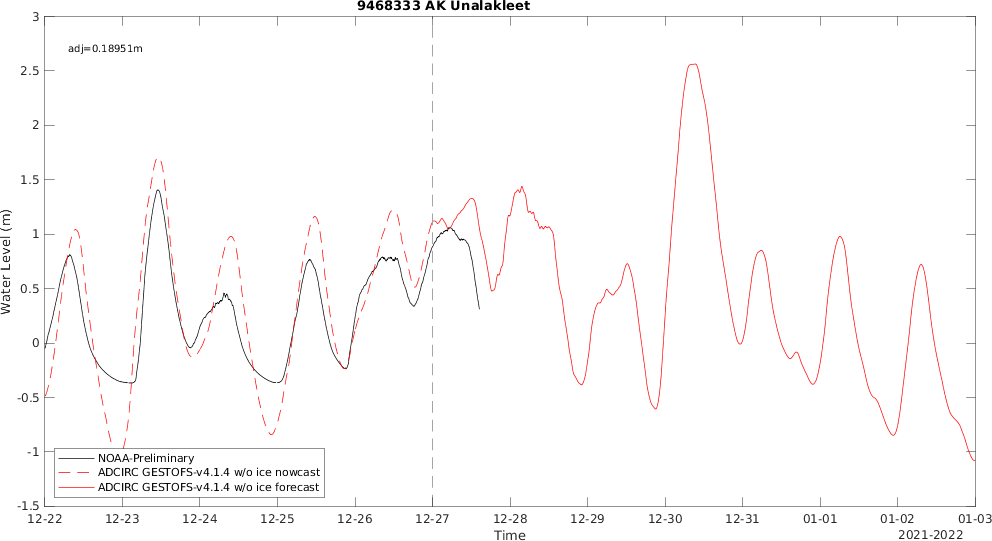 9468333 AK Unalakleet
adj=0.18951m
Water Level (m)
3
2.5
2
1.5
1
0.5
0
-0.5
-1
-1.5
NOAA-Preliminary
ADCIRC GESTOFS-v4.1.4 w/o ice nowcast
ADCIRC GESTOFS-v4.1.4 w/o ice forecast
12-22 12-23 12-24 12-25 12-26 12-27 12-28 12-29 12-30 12-31 01-01 01-02 01-03
Time
2021-2022